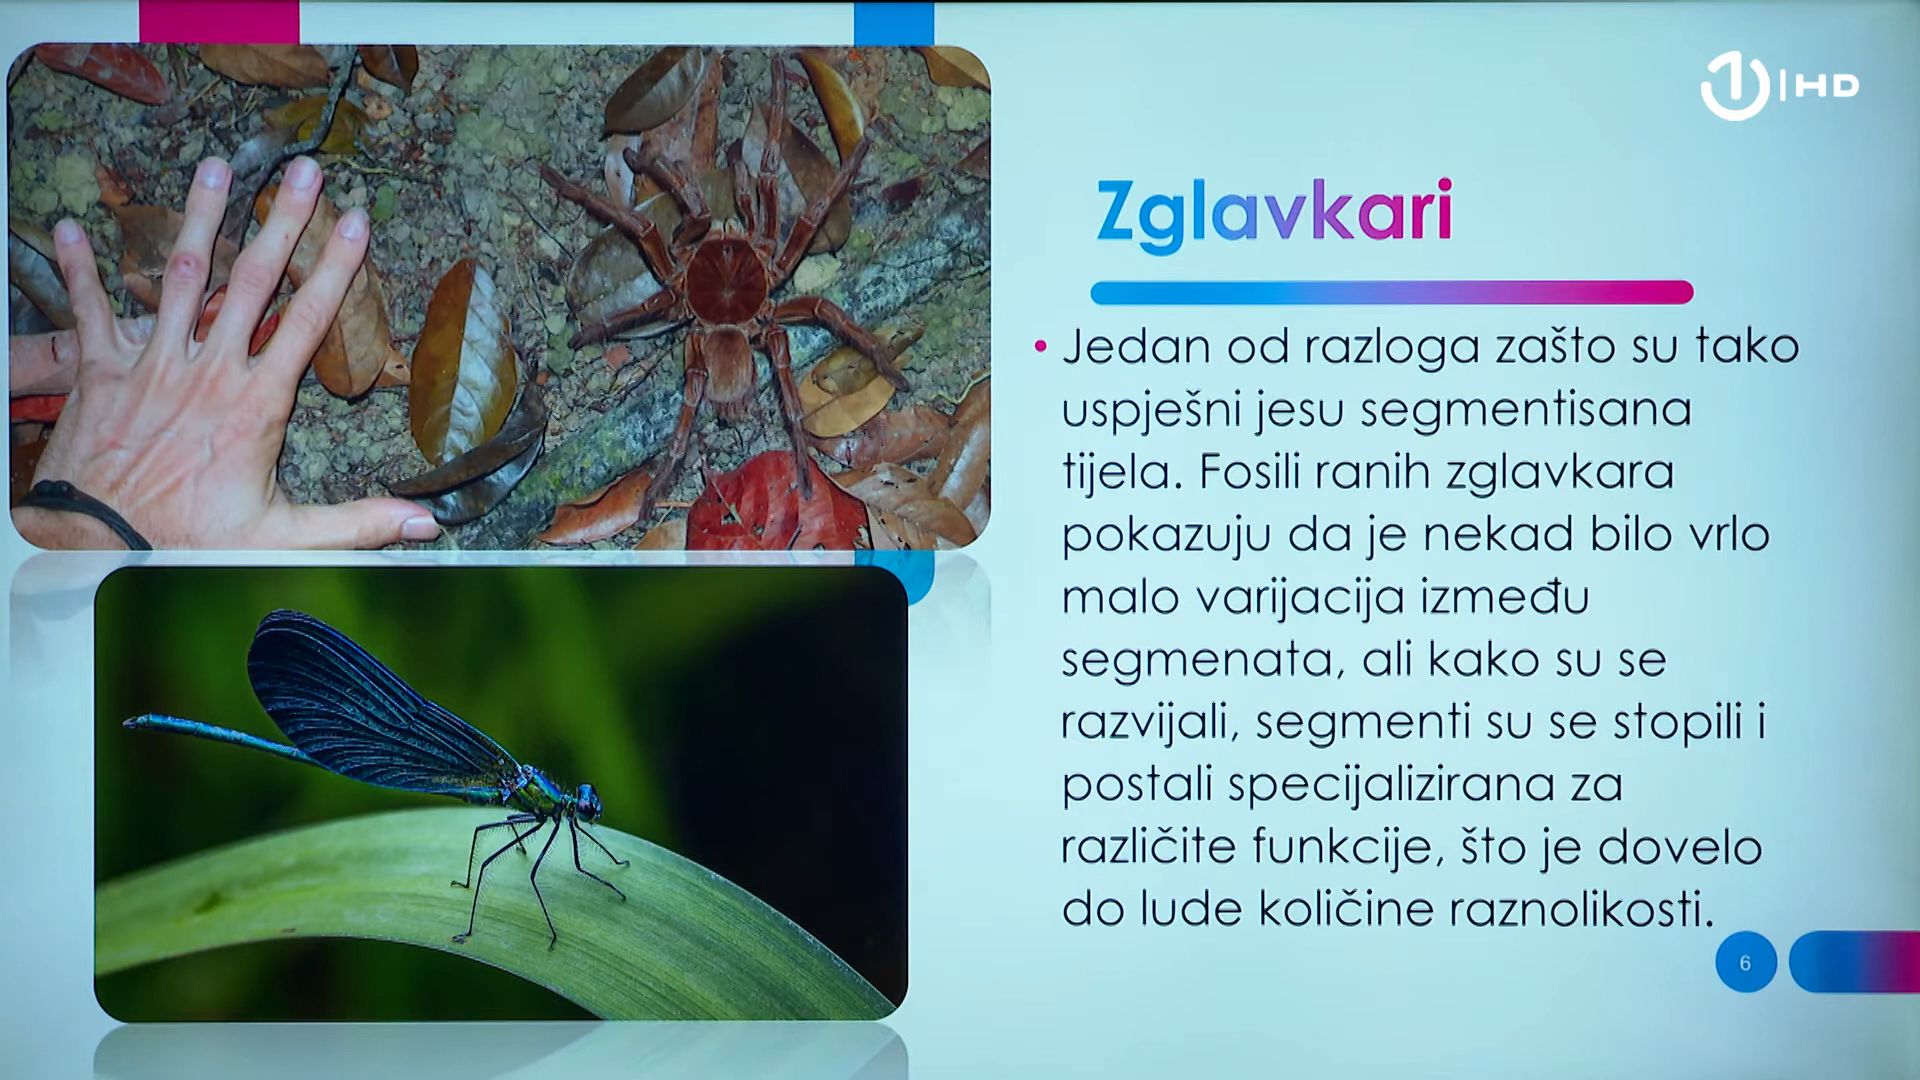 1|HD
Zglavkari
• Jedan od razloga zašto su tako
uspješni jesu segmentisana
tijela. Fosili ranih zglavkara
pokazuju da je nekad bilo vrlo
malo varijacija između
segmenata, ali kako su se
razvijali, segmenti su se stopili i
postali specijalizirana za
različite funkcije, što je dovelo
do lude količine raznolikosti.
6